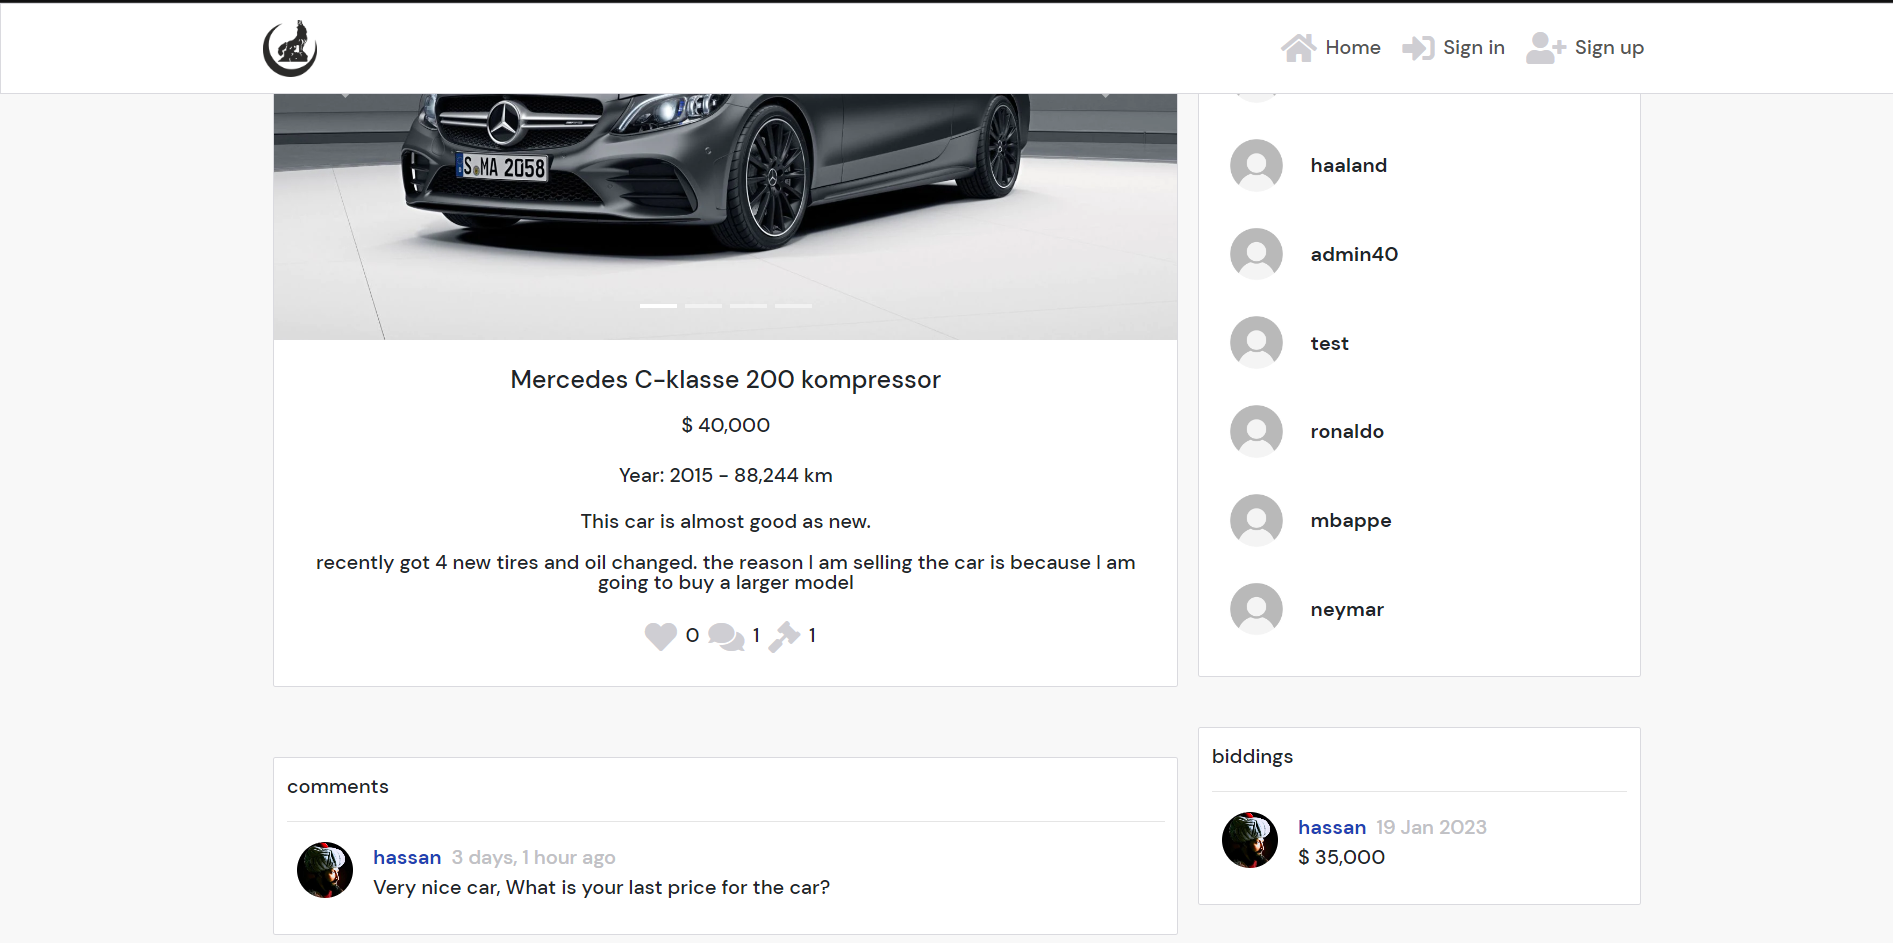 Home
Sign in
Sign up
S MA 2058
Mercedes C-klasse 200 kompressor
$ 40,000
Year: 2015 - 88,244 km
This car is almost good as new.
recently got 4 new tires and oil changed. the reason I am selling the car is because I am
going to buy a larger model
0
1
1
comments
hassan 3 days, 1 hour ago
Very nice car, What is your last price for the car?
haaland
admin40
test
ronaldo
mbappe
neymar
biddings
hassan 19 Jan 2023
$ 35,000